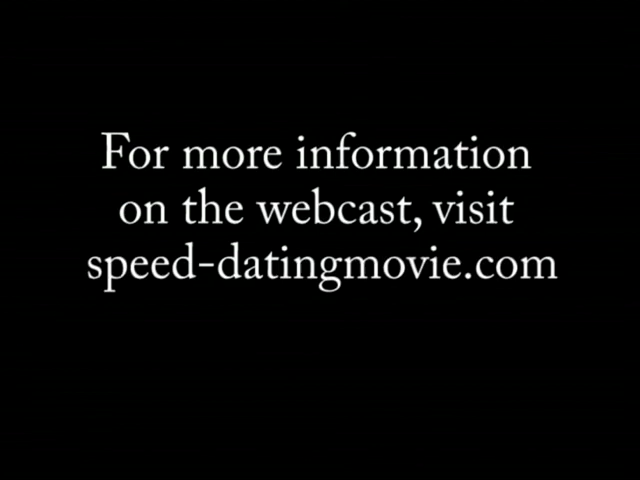 For more information
on the webcast, visit
speed-datingmovie.com